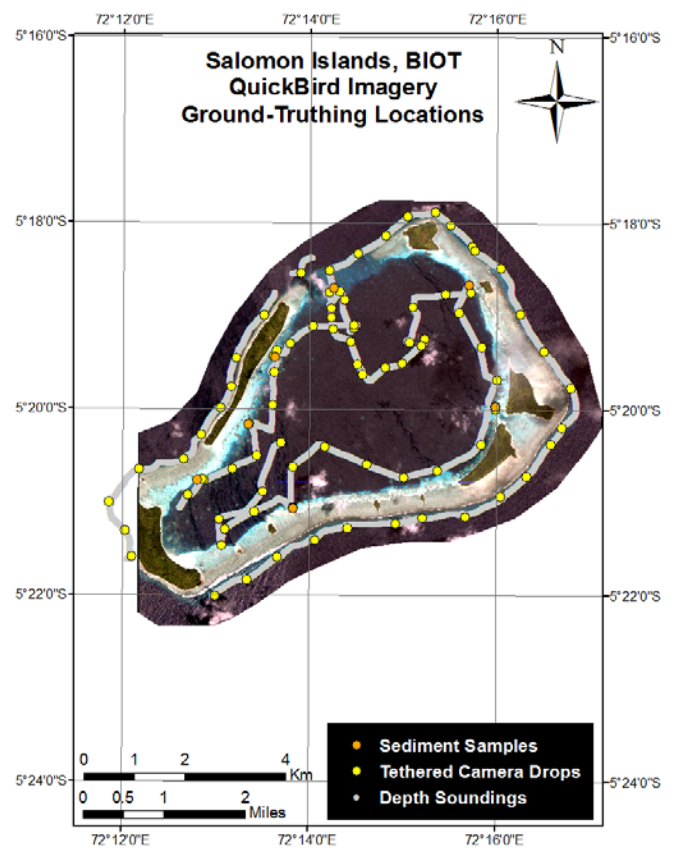 72°12'0"E 72°14'0"E 72°16'0"E
5°16'0"S 5°16'0"S
Salomon Islands, BIOT
QuickBird Imagery
Ground-Truthing Locations
N
5°18'0"S 5°18'0"S
5°20'0"S 5°20'0"S
5°22'0"S 5°22'0"S
5°24'0"S 5°24'0"S
0 1 2 4
Km
0 0.5 1 2
Miles
Sediment Samples
Tethered Camera Drops
Depth Soundings
72°12'0"E 72°14'0"E 72°16'0"E